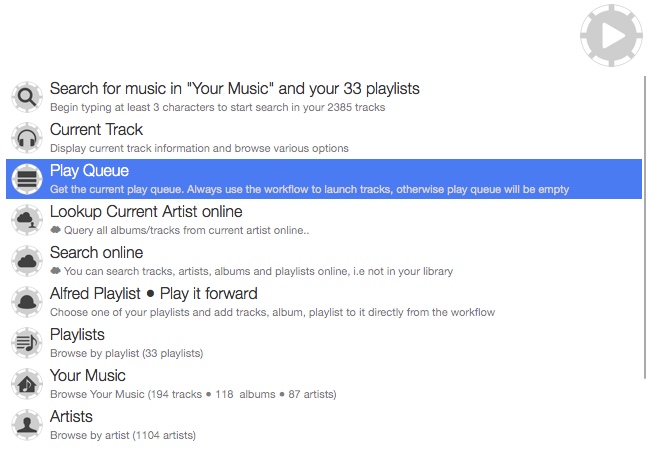 Search for music in "Your Music" and your 33 playlists
Begin typing at least 3 characters to start search in your 2385 tracks
Current Track
Display current track information and browse various options
Play Queue
Get the current play queue. Always use the workflow to launch tracks, otherwise play queue will be empty
Lookup Current Artist online
Query all albums/tracks from current artist online..
Search online
You can search tracks, artists, albums and playlists online, i.e not in your library
Alfred Playlist ● Play it forward
Choose one of your playlists and add tracks, album, playlist to it directly from the workflow
Playlists
Browse by playlist (33 playlists)
Your Music
Browse Your Music (194 tracks ● 118 albums ● 87 artists)
Artists
Browse by artist (1104 artists)